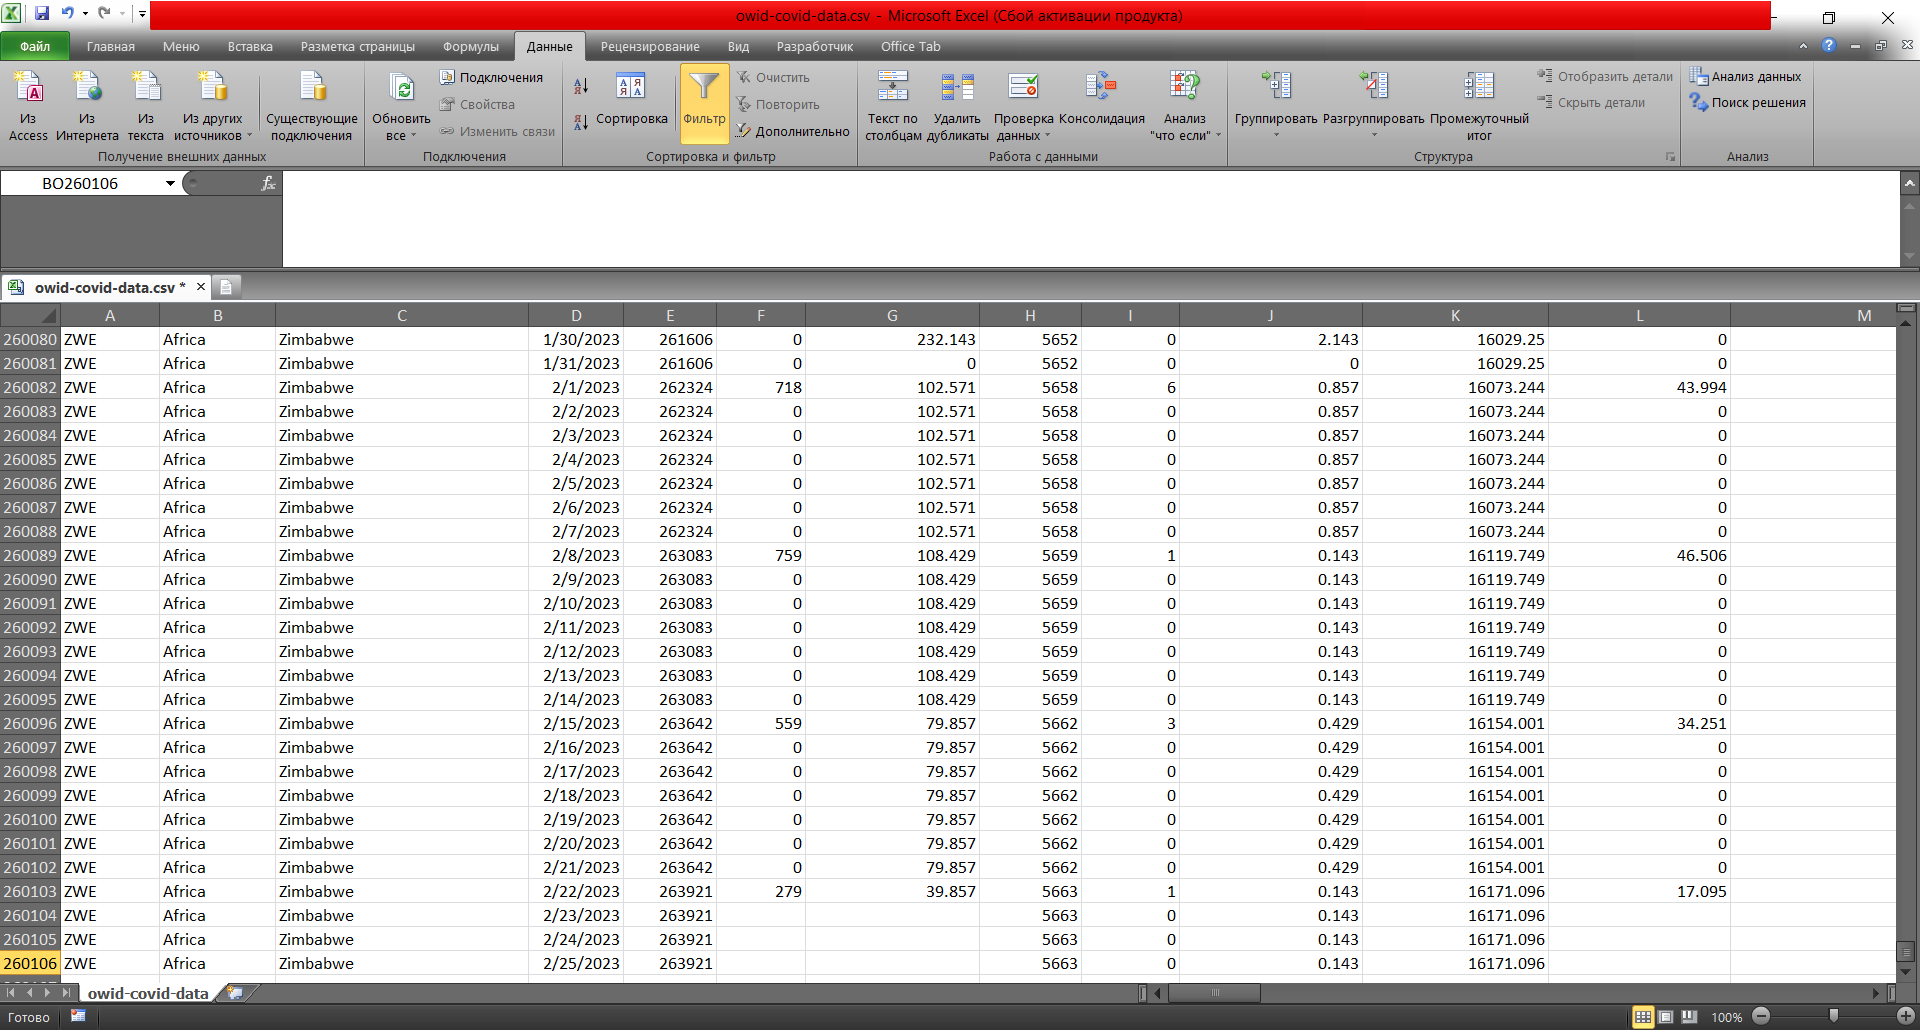 owid-covid-data.csv - Microsoft Excel (Сбой активации продукта)
Файл Главная Меню Вставка Разметка страницы Формулы Данные Рецензирование Вид Разработчик Office Tab
Из Access
Из Интернета
Из текста
Из других источников
Существующие подключения
Получение внешних данных
Обновить все
Подключения
Свойства
Изменить связи
Подключения
Сортировка
Фильтр
Очистить
Повторить
Дополнительно
Сортировка и фильтр
Текст по столбцам
Удалить дубликаты
Проверка данных
Консолидация
Анализ "что если"
Работа с данными
Группировать
Разгруппировать
Промежуточный итог
Отобразить детали
Скрыть детали
Структура
Анализ данных
Поиск решения
Анализ
BO260106 fx
owid-covid-data.csv *
A B C D E F G H I J K L M
260080 ZWE Africa Zimbabwe 1/30/2023 261606 0 232.143 5652 0 2.143 16029.25 0
260081 ZWE Africa Zimbabwe 1/31/2023 261606 0 0 5652 0 0 16029.25 0
260082 ZWE Africa Zimbabwe 2/1/2023 262324 718 102.571 5658 6 0.857 16073.244 43.994
260083 ZWE Africa Zimbabwe 2/2/2023 262324 0 102.571 5658 0 0.857 16073.244 0
260084 ZWE Africa Zimbabwe 2/3/2023 262324 0 102.571 5658 0 0.857 16073.244 0
260085 ZWE Africa Zimbabwe 2/4/2023 262324 0 102.571 5658 0 0.857 16073.244 0
260086 ZWE Africa Zimbabwe 2/5/2023 262324 0 102.571 5658 0 0.857 16073.244 0
260087 ZWE Africa Zimbabwe 2/6/2023 262324 0 102.571 5658 0 0.857 16073.244 0
260088 ZWE Africa Zimbabwe 2/7/2023 262324 0 102.571 5658 0 0.857 16073.244 0
260089 ZWE Africa Zimbabwe 2/8/2023 263083 759 108.429 5659 1 0.143 16119.749 46.506
260090 ZWE Africa Zimbabwe 2/9/2023 263083 0 108.429 5659 0 0.143 16119.749 0
260091 ZWE Africa Zimbabwe 2/10/2023 263083 0 108.429 5659 0 0.143 16119.749 0
260092 ZWE Africa Zimbabwe 2/11/2023 263083 0 108.429 5659 0 0.143 16119.749 0
260093 ZWE Africa Zimbabwe 2/12/2023 263083 0 108.429 5659 0 0.143 16119.749 0
260094 ZWE Africa Zimbabwe 2/13/2023 263083 0 108.429 5659 0 0.143 16119.749 0
260095 ZWE Africa Zimbabwe 2/14/2023 263083 0 108.429 5659 0 0.143 16119.749 0
260096 ZWE Africa Zimbabwe 2/15/2023 263642 559 79.857 5662 3 0.429 16154.001 34.251
260097 ZWE Africa Zimbabwe 2/16/2023 263642 0 79.857 5662 0 0.429 16154.001 0
260098 ZWE Africa Zimbabwe 2/17/2023 263642 0 79.857 5662 0 0.429 16154.001 0
260099 ZWE Africa Zimbabwe 2/18/2023 263642 0 79.857 5662 0 0.429 16154.001 0
260100 ZWE Africa Zimbabwe 2/19/2023 263642 0 79.857 5662 0 0.429 16154.001 0
260101 ZWE Africa Zimbabwe 2/20/2023 263642 0 79.857 5662 0 0.429 16154.001 0
260102 ZWE Africa Zimbabwe 2/21/2023 263642 0 79.857 5662 0 0.429 16154.001 0
260103 ZWE Africa Zimbabwe 2/22/2023 263921 279 39.857 5663 1 0.143 16171.096 17.095
260104 ZWE Africa Zimbabwe 2/23/2023 263921 5663 0 0.143 16171.096
260105 ZWE Africa Zimbabwe 2/24/2023 263921 5663 0 0.143 16171.096
260106 ZWE Africa Zimbabwe 2/25/2023 263921 5663 0 0.143 16171.096
owid-covid-data
Готово 100%